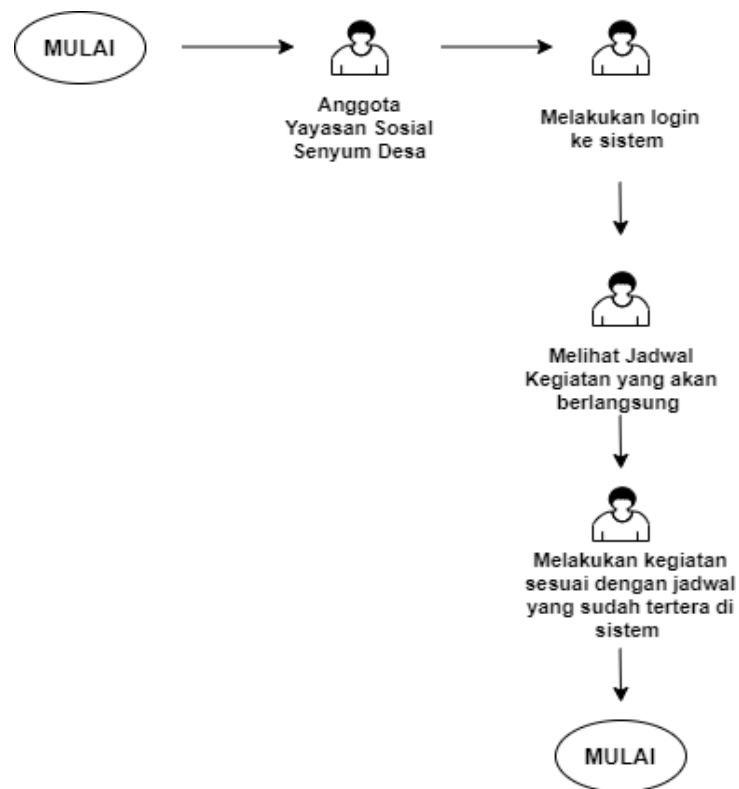 MULAI
Anggota
Yayasan Sosial
Senyum Desa
Melakukan login
ke sistem
Melihat Jadwal
Kegiatan yang akan
berlangsung
Melakukan kegiatan
sesuai dengan jadwal
yang sudah tertera di
sistem
MULAI